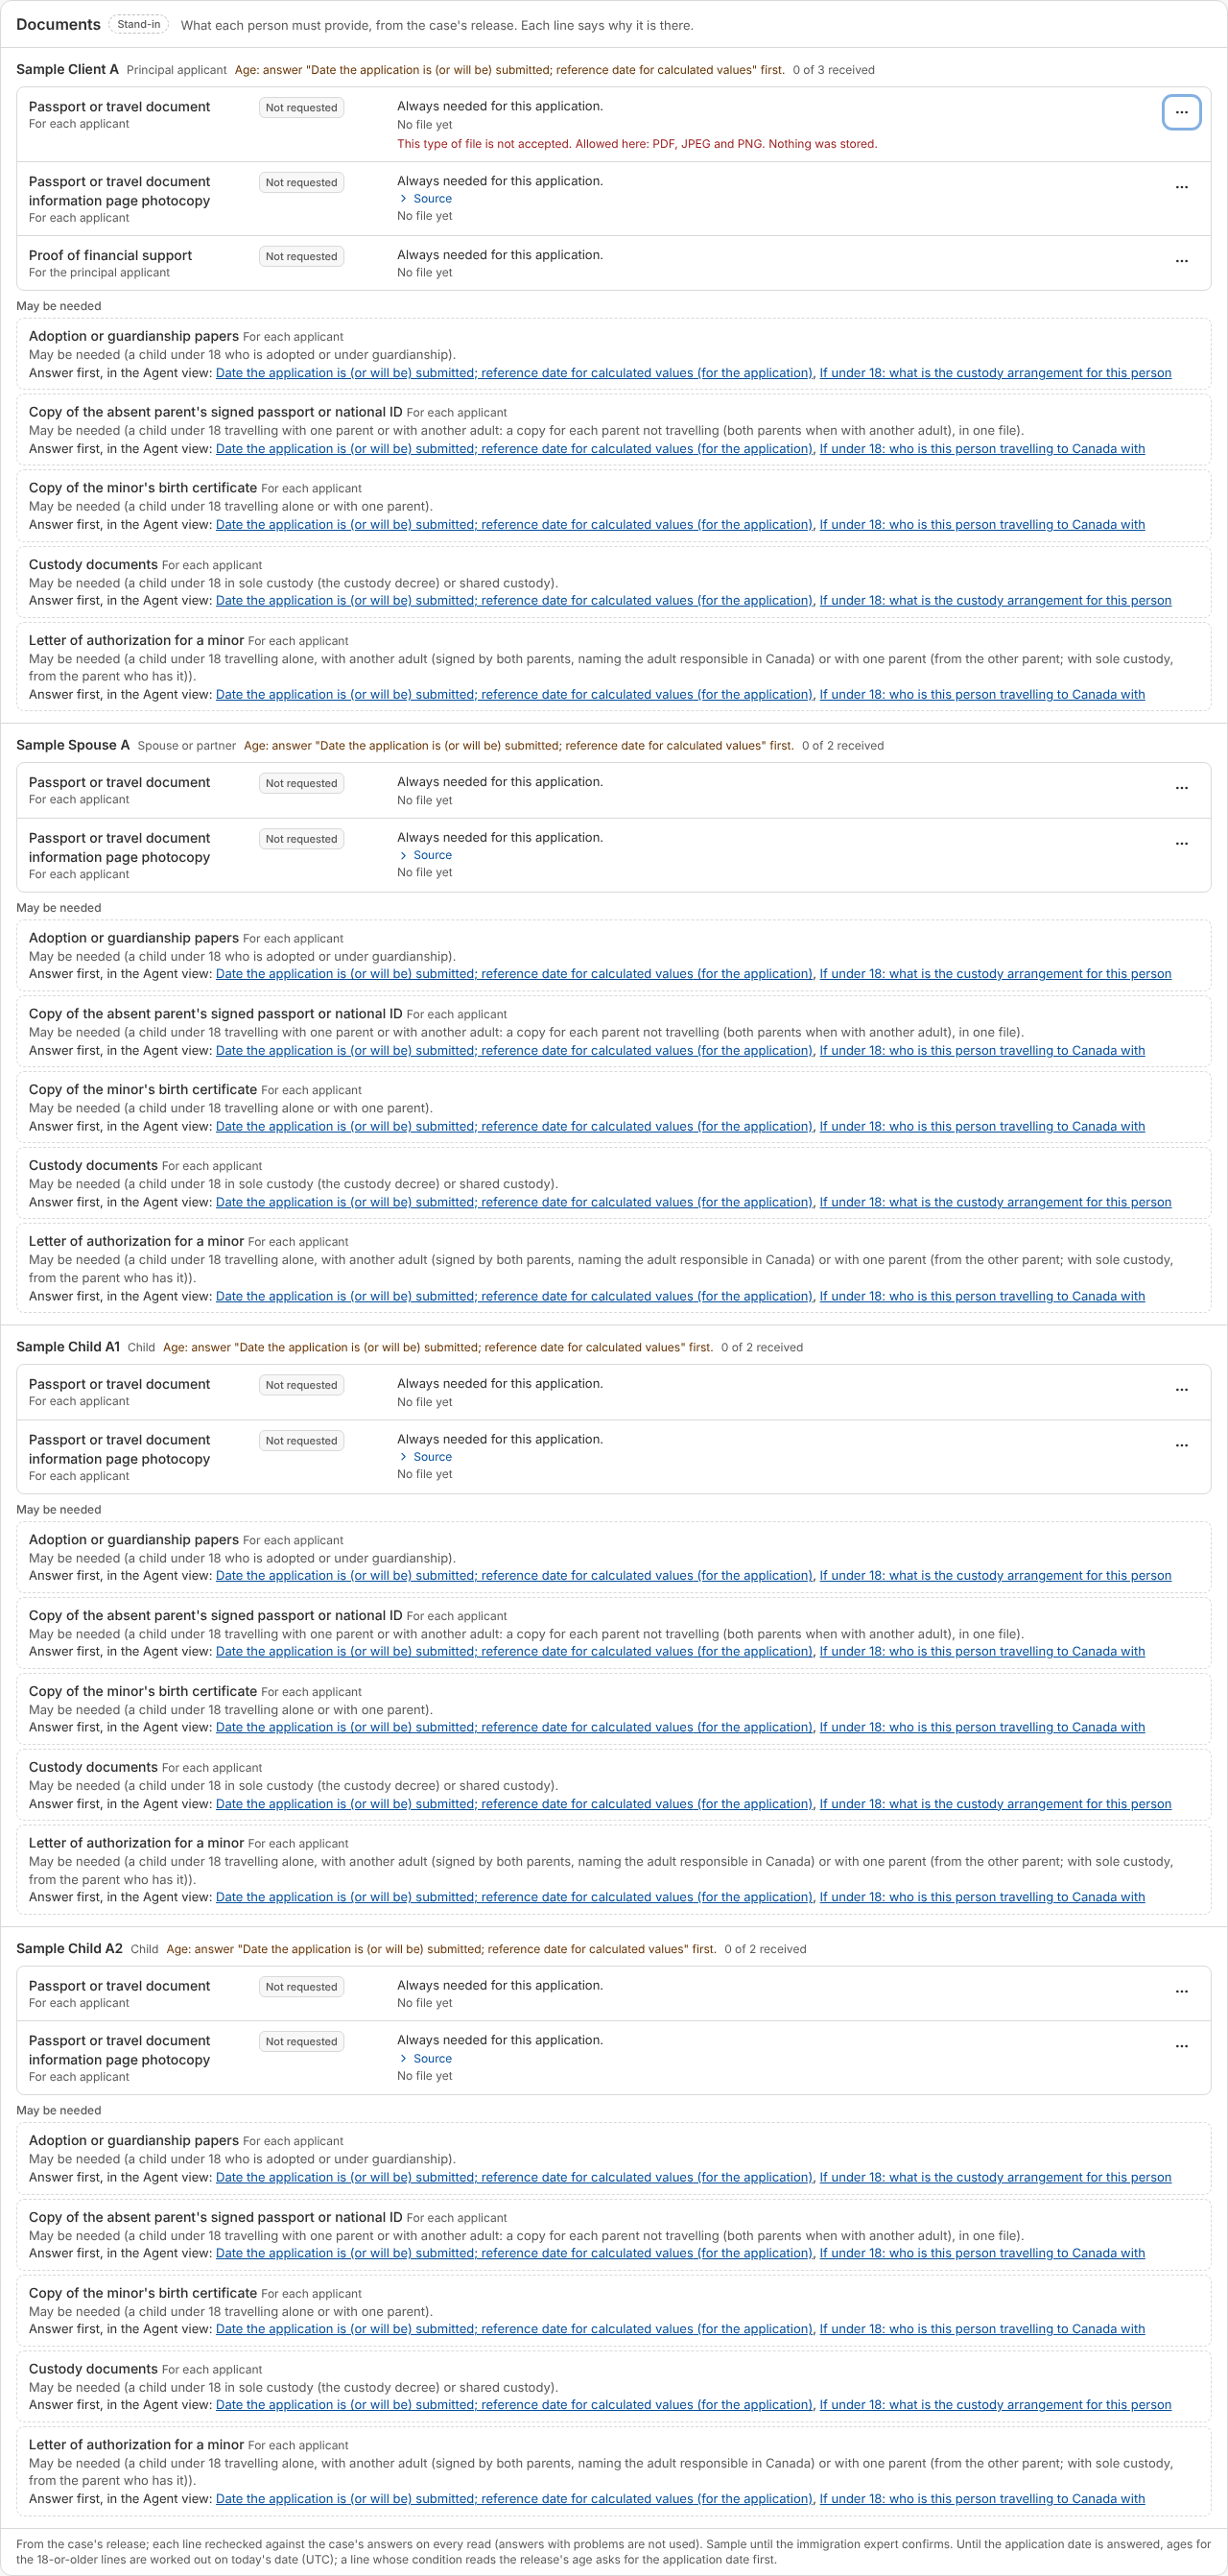 Documents Stand-in What each person must provide, from the case's release. Each line says why it is there.
Sample Client A Principal applicant Age: answer "Date the application is (or will be) submitted; reference date for calculated values" first. 0 of 3 received
Passport or travel document Not requested Always needed for this application. ...
For each applicant No file yet
This type of file is not accepted. Allowed here: PDF, JPEG and PNG. Nothing was stored.
Passport or travel document Not requested Always needed for this application. ...
information page photocopy Source
For each applicant No file yet
Proof of financial support Not requested Always needed for this application. ...
For the principal applicant No file yet
May be needed
Adoption or guardianship papers For each applicant
May be needed (a child under 18 who is adopted or under guardianship).
Answer first, in the Agent view: Date the application is (or will be) submitted; reference date for calculated values (for the application), If under 18: what is the custody arrangement for this person
Copy of the absent parent's signed passport or national ID For each applicant
May be needed (a child under 18 travelling with one parent or with another adult: a copy for each parent not travelling (both parents when with another adult), in one file).
Answer first, in the Agent view: Date the application is (or will be) submitted; reference date for calculated values (for the application), If under 18: who is this person travelling to Canada with
Copy of the minor's birth certificate For each applicant
May be needed (a child under 18 travelling alone or with one parent).
Answer first, in the Agent view: Date the application is (or will be) submitted; reference date for calculated values (for the application), If under 18: who is this person travelling to Canada with
Custody documents For each applicant
May be needed (a child under 18 in sole custody (the custody decree) or shared custody).
Answer first, in the Agent view: Date the application is (or will be) submitted; reference date for calculated values (for the application), If under 18: what is the custody arrangement for this person
Letter of authorization for a minor For each applicant
May be needed (a child under 18 travelling alone, with another adult (signed by both parents, naming the adult responsible in Canada) or with one parent (from the other parent; with sole custody,
from the parent who has it)).
Answer first, in the Agent view: Date the application is (or will be) submitted; reference date for calculated values (for the application), If under 18: who is this person travelling to Canada with
Sample Spouse A Spouse or partner Age: answer "Date the application is (or will be) submitted; reference date for calculated values" first. 0 of 2 received
Passport or travel document Not requested Always needed for this application. ...
For each applicant No file yet
Passport or travel document Not requested Always needed for this application. ...
information page photocopy Source
For each applicant No file yet
May be needed
Adoption or guardianship papers For each applicant
May be needed (a child under 18 who is adopted or under guardianship).
Answer first, in the Agent view: Date the application is (or will be) submitted; reference date for calculated values (for the application), If under 18: what is the custody arrangement for this person
Copy of the absent parent's signed passport or national ID For each applicant
May be needed (a child under 18 travelling with one parent or with another adult: a copy for each parent not travelling (both parents when with another adult), in one file).
Answer first, in the Agent view: Date the application is (or will be) submitted; reference date for calculated values (for the application), If under 18: who is this person travelling to Canada with
Copy of the minor's birth certificate For each applicant
May be needed (a child under 18 travelling alone or with one parent).
Answer first, in the Agent view: Date the application is (or will be) submitted; reference date for calculated values (for the application), If under 18: who is this person travelling to Canada with
Custody documents For each applicant
May be needed (a child under 18 in sole custody (the custody decree) or shared custody).
Answer first, in the Agent view: Date the application is (or will be) submitted; reference date for calculated values (for the application), If under 18: what is the custody arrangement for this person
Letter of authorization for a minor For each applicant
May be needed (a child under 18 travelling alone, with another adult (signed by both parents, naming the adult responsible in Canada) or with one parent (from the other parent; with sole custody,
from the parent who has it)).
Answer first, in the Agent view: Date the application is (or will be) submitted; reference date for calculated values (for the application), If under 18: who is this person travelling to Canada with
Sample Child A1 Child Age: answer "Date the application is (or will be) submitted; reference date for calculated values" first. 0 of 2 received
Passport or travel document Not requested Always needed for this application. ...
For each applicant No file yet
Passport or travel document Not requested Always needed for this application. ...
information page photocopy Source
For each applicant No file yet
May be needed
Adoption or guardianship papers For each applicant
May be needed (a child under 18 who is adopted or under guardianship).
Answer first, in the Agent view: Date the application is (or will be) submitted; reference date for calculated values (for the application), If under 18: what is the custody arrangement for this person
Copy of the absent parent's signed passport or national ID For each applicant
May be needed (a child under 18 travelling with one parent or with another adult: a copy for each parent not travelling (both parents when with another adult), in one file).
Answer first, in the Agent view: Date the application is (or will be) submitted; reference date for calculated values (for the application), If under 18: who is this person travelling to Canada with
Copy of the minor's birth certificate For each applicant
May be needed (a child under 18 travelling alone or with one parent).
Answer first, in the Agent view: Date the application is (or will be) submitted; reference date for calculated values (for the application), If under 18: who is this person travelling to Canada with
Custody documents For each applicant
May be needed (a child under 18 in sole custody (the custody decree) or shared custody).
Answer first, in the Agent view: Date the application is (or will be) submitted; reference date for calculated values (for the application), If under 18: what is the custody arrangement for this person
Letter of authorization for a minor For each applicant
May be needed (a child under 18 travelling alone, with another adult (signed by both parents, naming the adult responsible in Canada) or with one parent (from the other parent; with sole custody,
from the parent who has it)).
Answer first, in the Agent view: Date the application is (or will be) submitted; reference date for calculated values (for the application), If under 18: who is this person travelling to Canada with
Sample Child A2 Child Age: answer "Date the application is (or will be) submitted; reference date for calculated values" first. 0 of 2 received
Passport or travel document Not requested Always needed for this application. ...
For each applicant No file yet
Passport or travel document Not requested Always needed for this application. ...
information page photocopy Source
For each applicant No file yet
May be needed
Adoption or guardianship papers For each applicant
May be needed (a child under 18 who is adopted or under guardianship).
Answer first, in the Agent view: Date the application is (or will be) submitted; reference date for calculated values (for the application), If under 18: what is the custody arrangement for this person
Copy of the absent parent's signed passport or national ID For each applicant
May be needed (a child under 18 travelling with one parent or with another adult: a copy for each parent not travelling (both parents when with another adult), in one file).
Answer first, in the Agent view: Date the application is (or will be) submitted; reference date for calculated values (for the application), If under 18: who is this person travelling to Canada with
Copy of the minor's birth certificate For each applicant
May be needed (a child under 18 travelling alone or with one parent).
Answer first, in the Agent view: Date the application is (or will be) submitted; reference date for calculated values (for the application), If under 18: who is this person travelling to Canada with
Custody documents For each applicant
May be needed (a child under 18 in sole custody (the custody decree) or shared custody).
Answer first, in the Agent view: Date the application is (or will be) submitted; reference date for calculated values (for the application), If under 18: what is the custody arrangement for this person
Letter of authorization for a minor For each applicant
May be needed (a child under 18 travelling alone, with another adult (signed by both parents, naming the adult responsible in Canada) or with one parent (from the other parent; with sole custody,
from the parent who has it)).
Answer first, in the Agent view: Date the application is (or will be) submitted; reference date for calculated values (for the application), If under 18: who is this person travelling to Canada with
From the case's release; each line rechecked against the case's answers on every read (answers with problems are not used). Sample until the immigration expert confirms. Until the application date is answered, ages for
the 18-or-older lines are worked out on today's date (UTC); a line whose condition reads the release's age asks for the application date first.